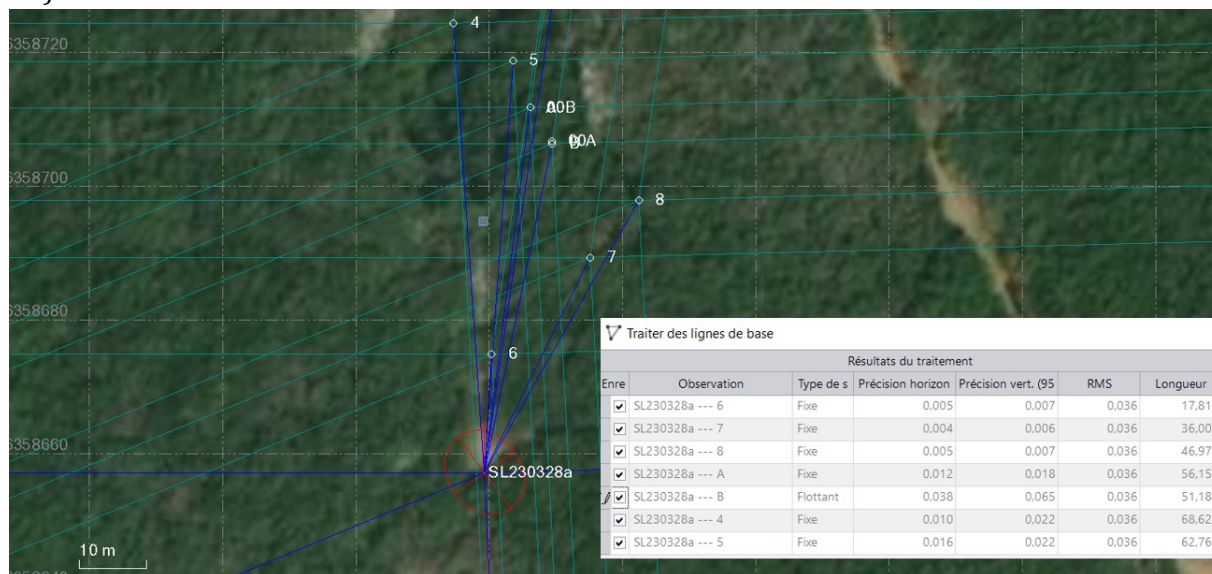 4
6358720
5
A
00B
00A
B
6358700
8
7
6358680
6
6358660
SL230328a
10 m
Traiter des lignes de base
Résultats du traitement
Enre Observation Type de s Précision horizon Précision vert. (95 RMS Longueur
SL230328a --- 6 Fixe 0,005 0,007 0,036 17,81
SL230328a --- 7 Fixe 0,004 0,006 0,036 36,00
SL230328a --- 8 Fixe 0,005 0,007 0,036 46,97
SL230328a --- A Fixe 0,012 0,018 0,036 56,15
SL230328a --- B Flottant 0,038 0,065 0,036 51,18
SL230328a --- 4 Fixe 0,010 0,022 0,036 68,62
SL230328a --- 5 Fixe 0,016 0,022 0,036 62,76